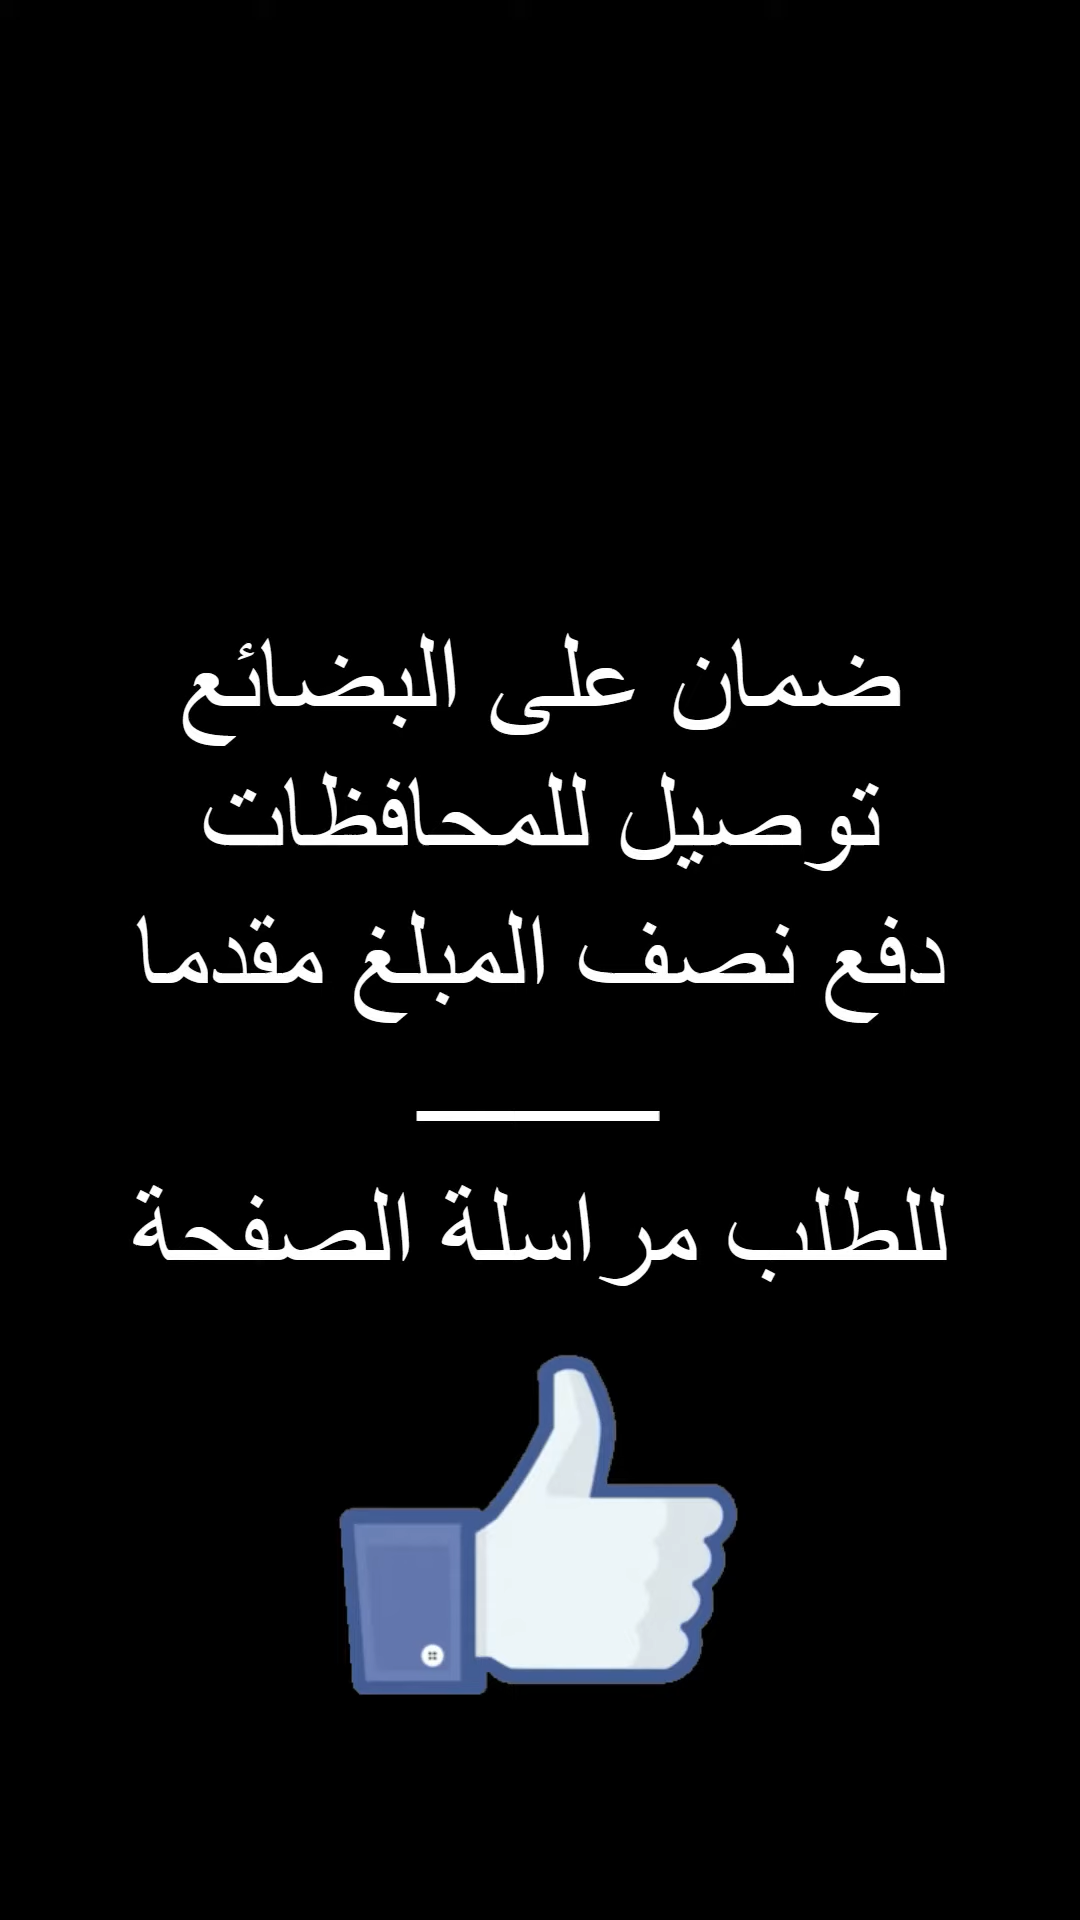 ضمان على البضائع
توصيل للمحافظات
دفع نصف المبلغ مقدما
للطلب مراسلة الصفحة